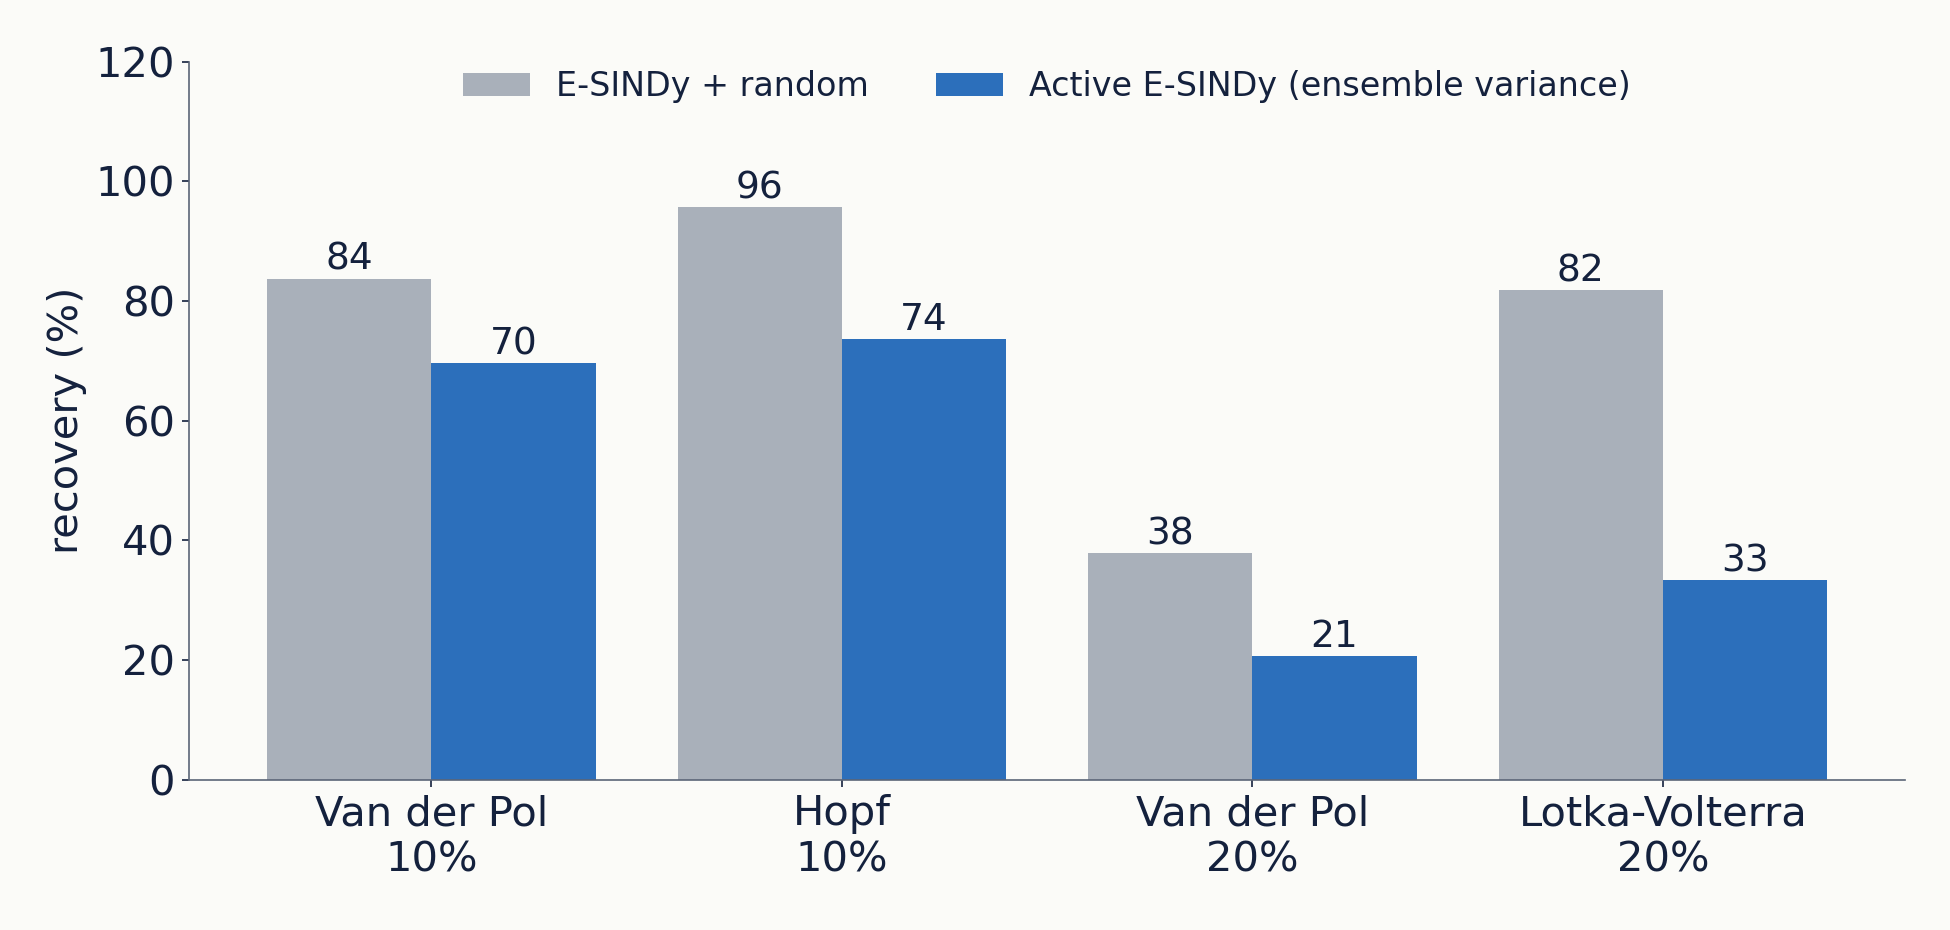 E-SINDy + random
Active E-SINDy (ensemble variance)
recovery (%)
120
100
80
60
40
20
0
84
70
96
74
38
21
82
33
Van der Pol
10%
Hopf
10%
Van der Pol
20%
Lotka-Volterra
20%